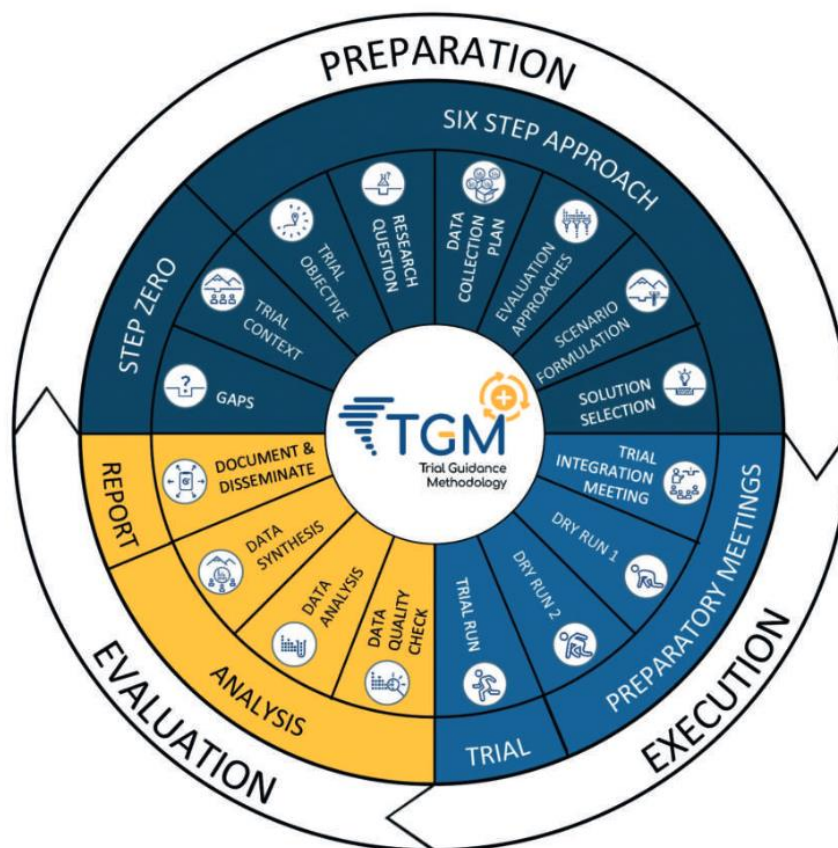 PREPARATION
SIX STEP APPROACH
STEP ZERO
GAPS
TRIAL
CONTEXT
TRIAL
OBJECTIVE
RESEARCH
QUESTION
DATA
COLLECTION
PLAN
EVALUATION
APPROACHES
SCENARIO
FORMULATION
SOLUTION
SELECTION
EXECUTION
PREPARATORY MEETINGS
TRIAL
INTEGRATION
MEETING
DRY RUN 1
DRY RUN 2
TRIAL
TRIAL RUN
EVALUATION
ANALYSIS
DATA
QUALITY
CHECK
DATA
ANALYSIS
DATA
SYNTHESIS
REPORT
DOCUMENT &
DISSEMINATE
TGM
Trial Guidance
Methodology